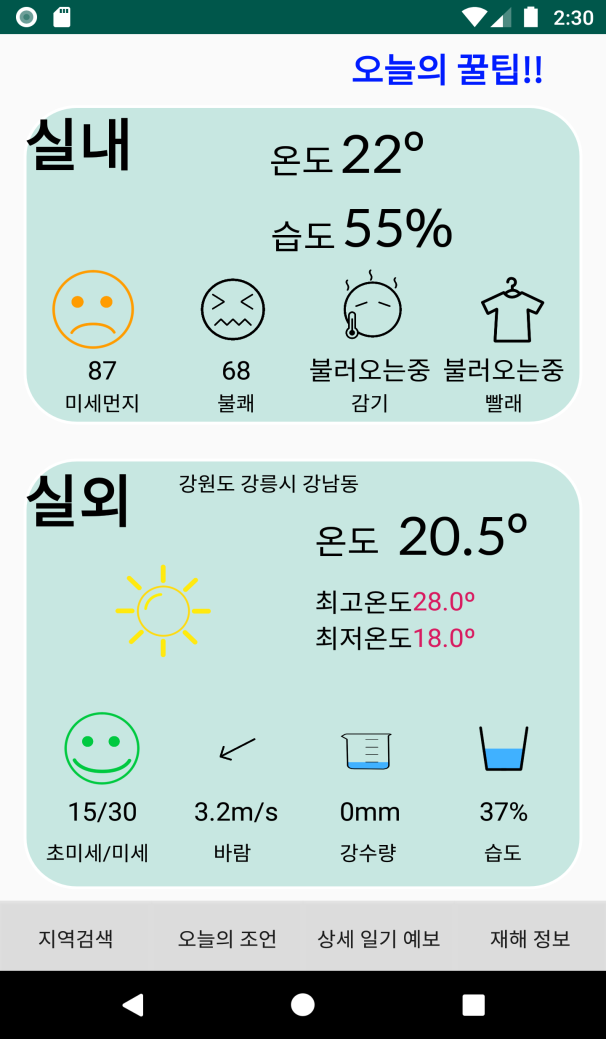 2:30
오늘의 꿀팁!!
실내
온도 22º
습도 55%
87 68 불러오는중 불러오는중
미세먼지 불쾌 감기 빨래
실외
강원도 강릉시 강남동
온도 20.5º
최고온도28.0º
최저온도18.0º
15/30 3.2m/s 0mm 37%
초미세/미세 바람 강수량 습도
지역검색 오늘의 조언 상세 일기 예보 재해 정보